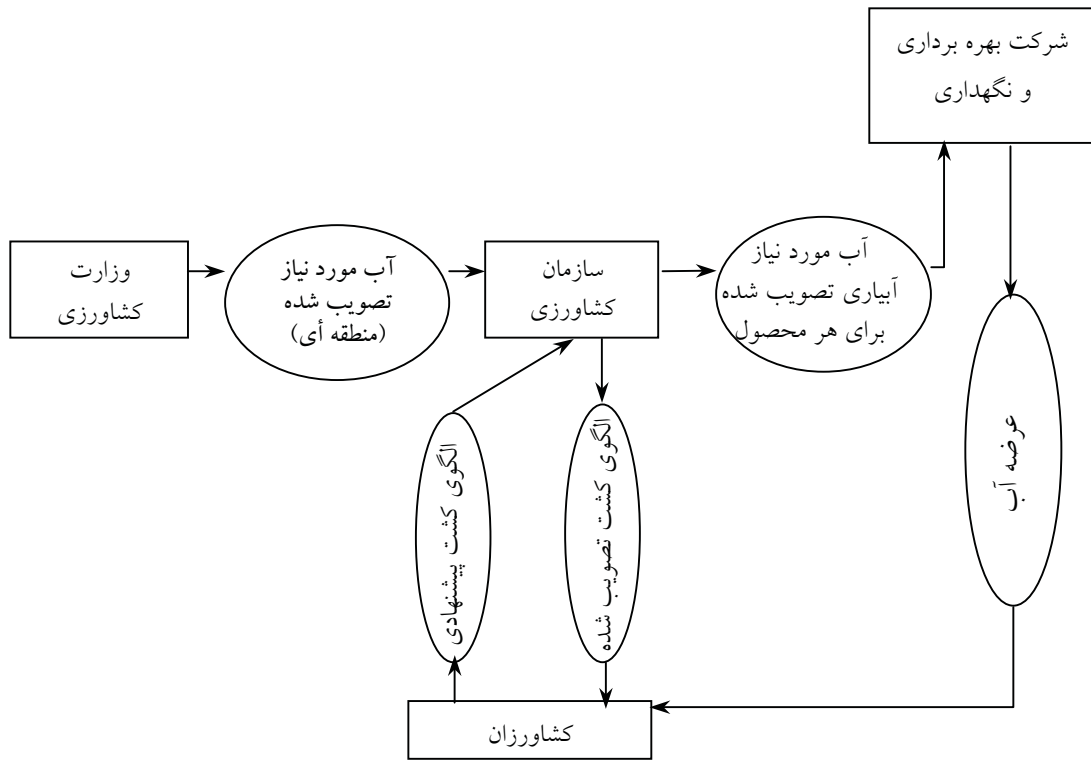 شرکت بهره برداری
و نگهداری
وزارت
کشاورزی
آب مورد نیاز
تصویب شده
(منطقه أی)
سازمان
کشاورزی
آب مورد نیاز
آبیاری تصویب شده
برای هر محصول
الگوی کشت پیشنهادی
الگوی کشت تصویب شده
عرضه آب
کشاورزان